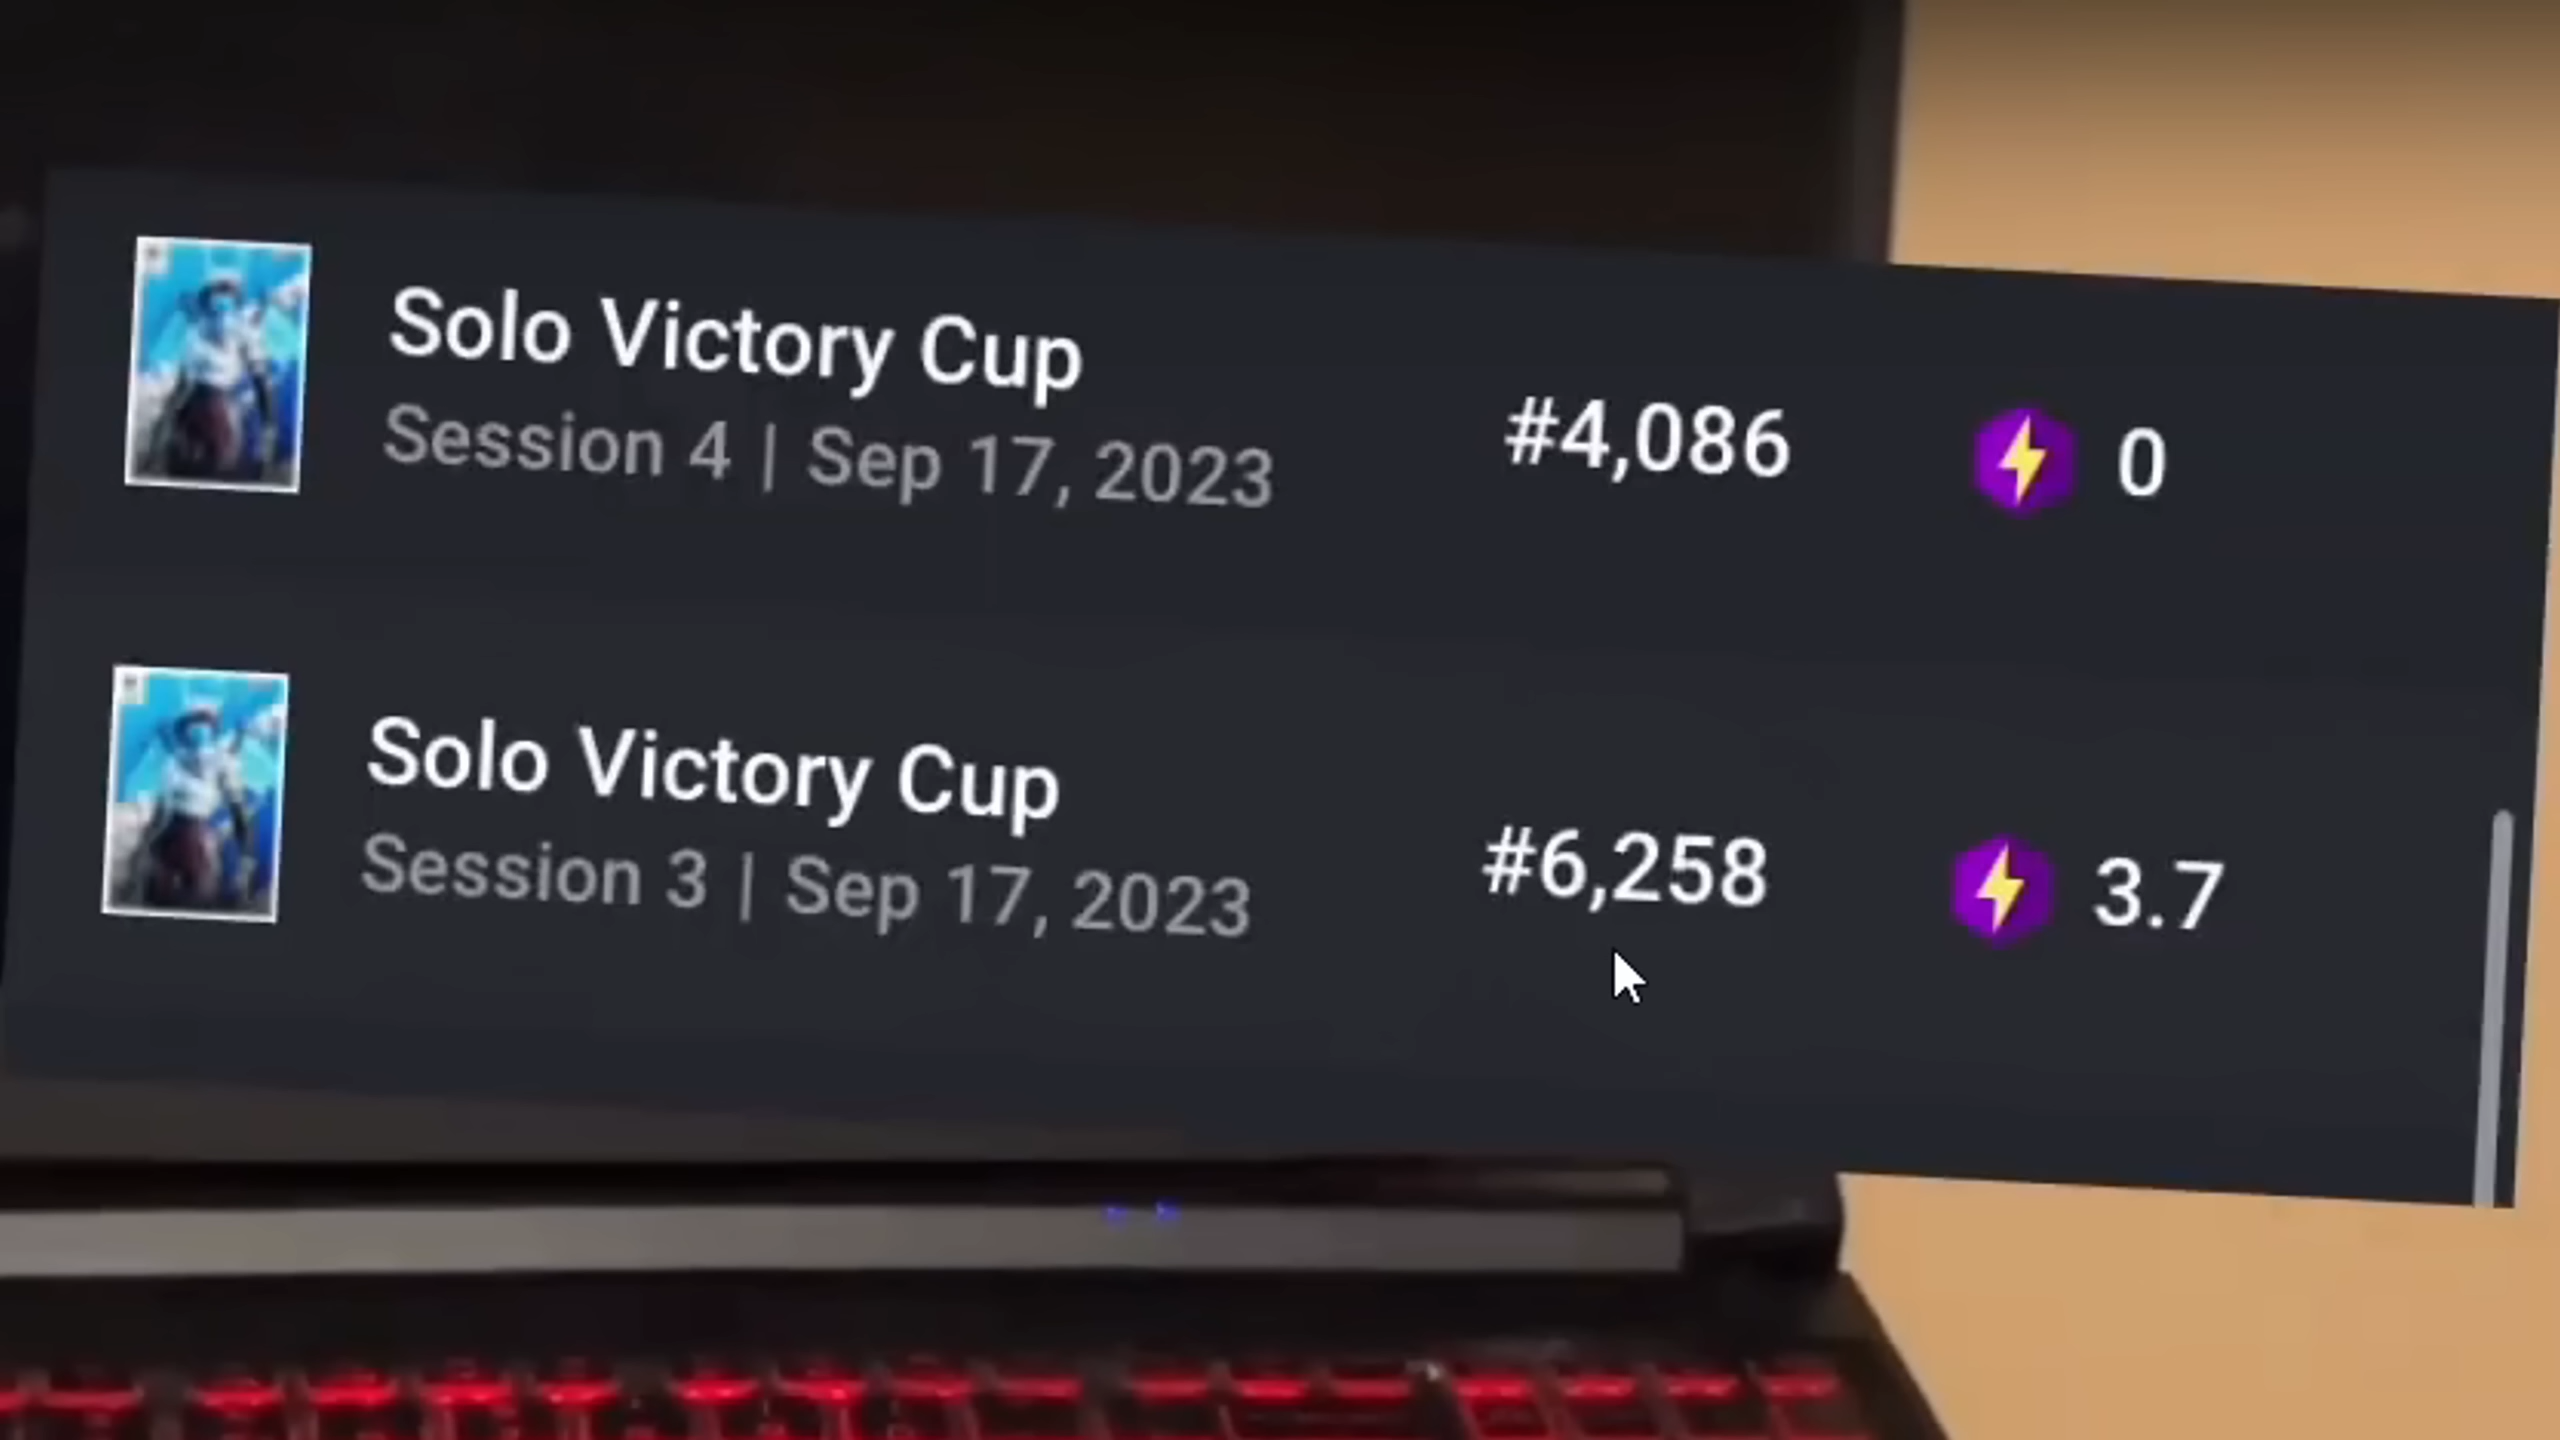 Solo Victory Cup
Session 4 | Sep 17, 2023
#4,086
0
Solo Victory Cup
Session 3 | Sep 17, 2023
#6,258
3.7